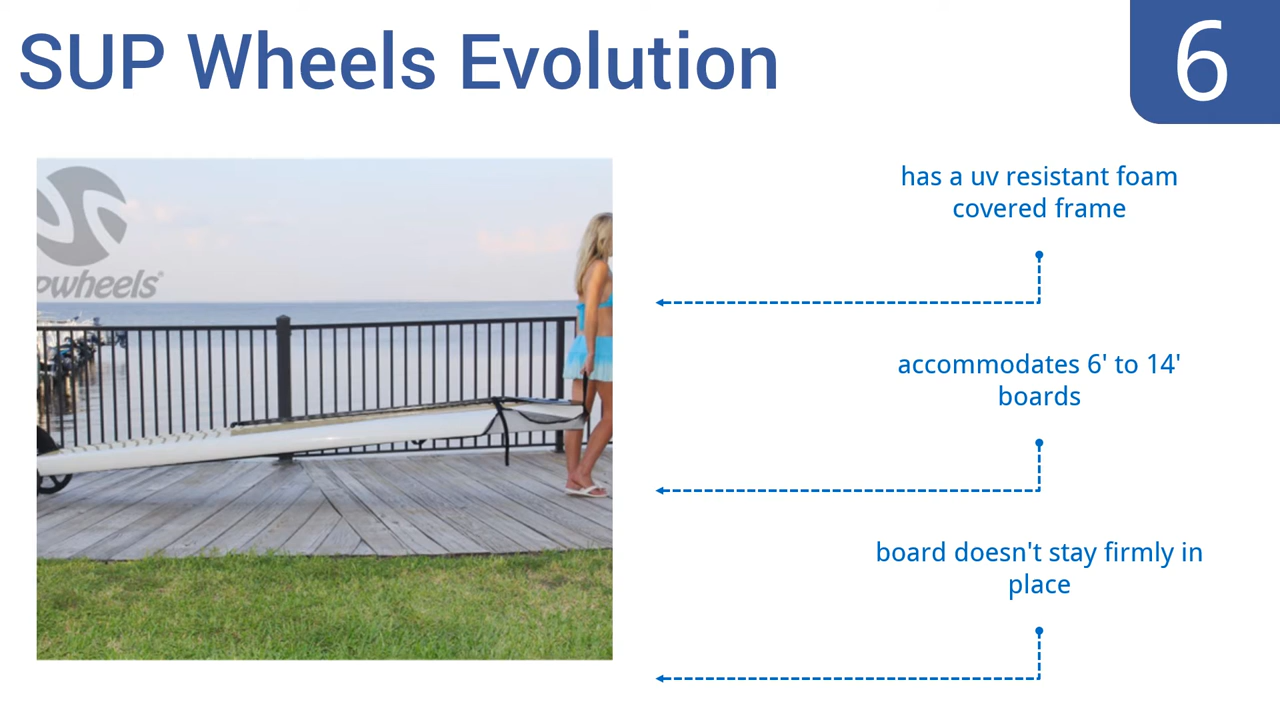 SUP Wheels Evolution
6
has a uv resistant foam
covered frame
accommodates 6' to 14'
boards
board doesn't stay firmly in
place
pwheels®